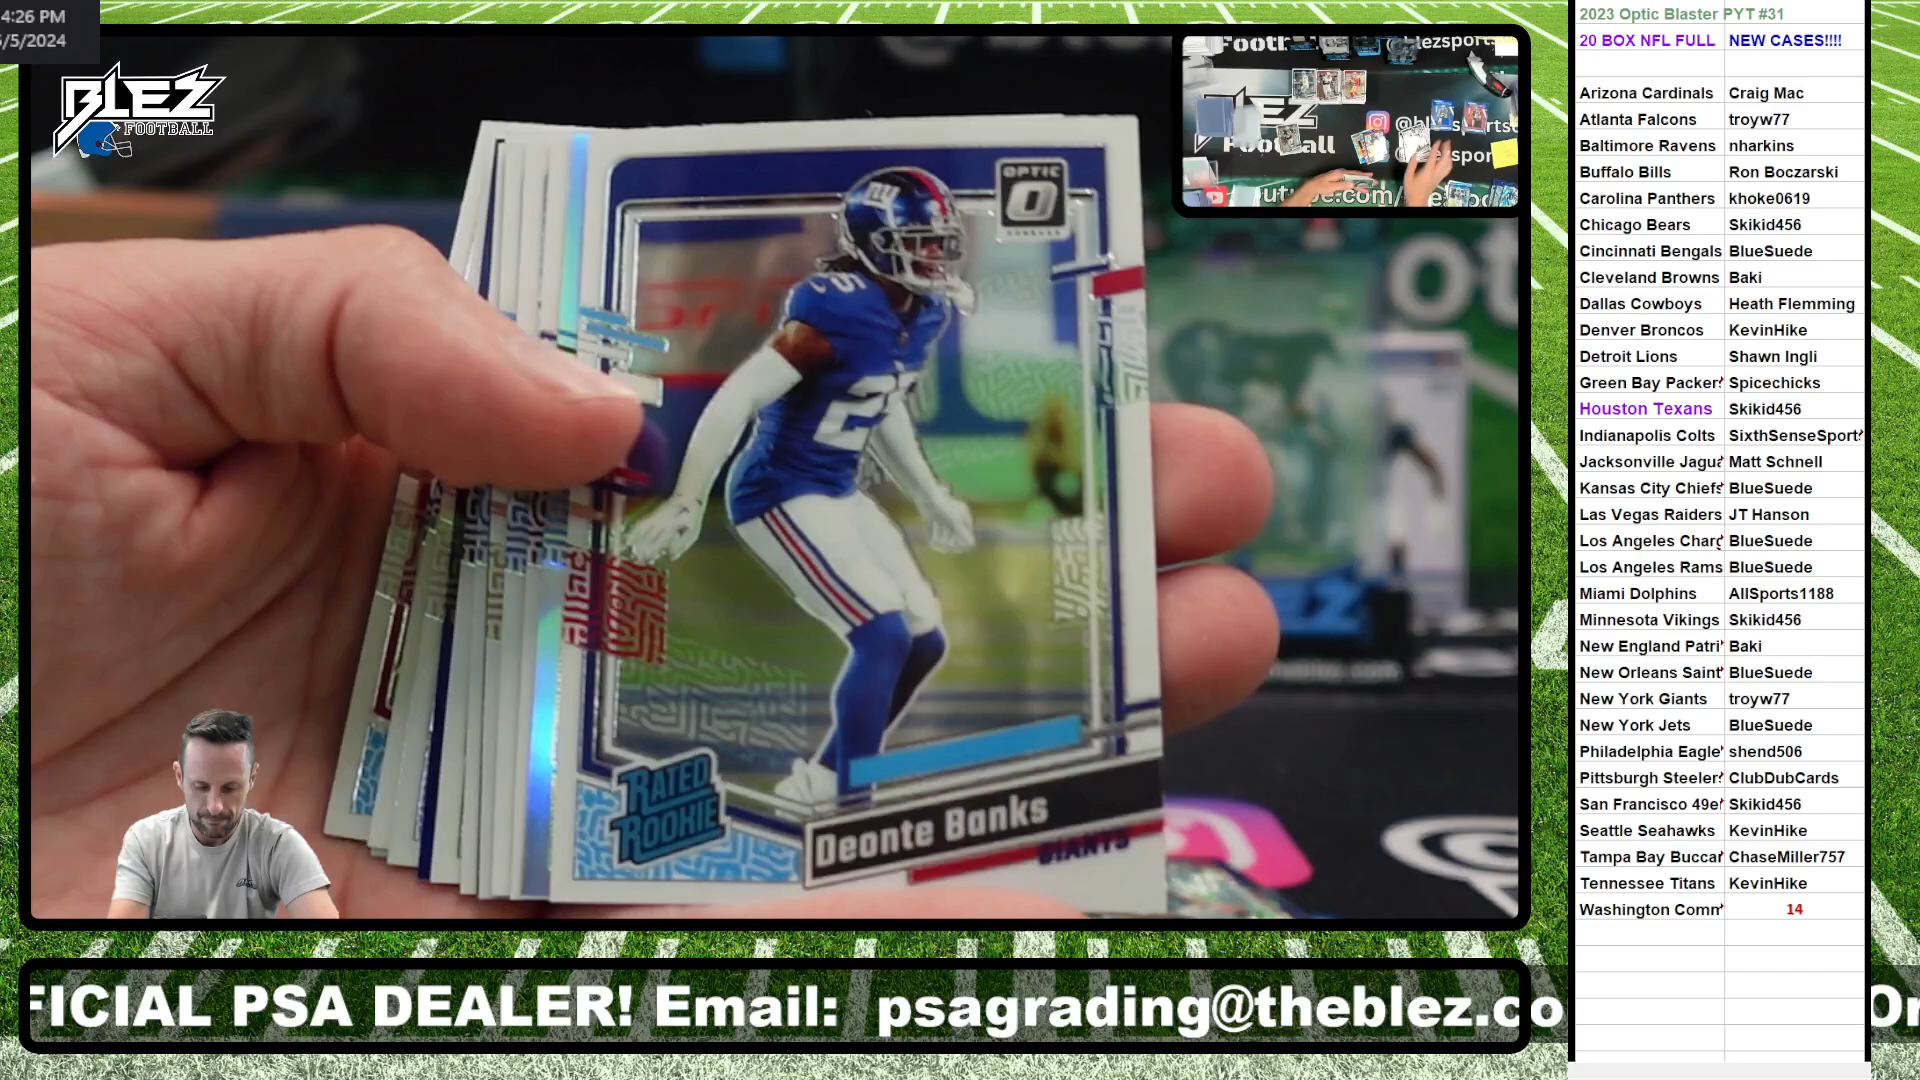 4:26 PM
/5/2024
BLEZ
FOOTBALL
OPTIC
25
25
RATED
ROOKIE
Deonte Banks
GIANTS
FICIAL PSA DEALER! Email: psagrading@theblez.co
Or
2023 Optic Blaster PYT #31
20 BOX NFL FULL NEW CASES!!!!
Arizona Cardinals Craig Mac
Atlanta Falcons troyw77
Baltimore Ravens nharkins
Buffalo Bills Ron Boczarski
Carolina Panthers khoke0619
Chicago Bears Skikid456
Cincinnati Bengals BlueSuede
Cleveland Browns Baki
Dallas Cowboys Heath Flemming
Denver Broncos KevinHike
Detroit Lions Shawn Ingli
Green Bay Packer Spicechicks
Houston Texans Skikid456
Indianapolis Colts SixthSenseSport
Jacksonville Jagua Matt Schnell
Kansas City Chiefs BlueSuede
Las Vegas Raiders JT Hanson
Los Angeles Charg BlueSuede
Los Angeles Rams BlueSuede
Miami Dolphins AllSports1188
Minnesota Vikings Skikid456
New England Patri Baki
New Orleans Saint BlueSuede
New York Giants troyw77
New York Jets BlueSuede
Philadelphia Eagle shend506
Pittsburgh Steeler ClubDubCards
San Francisco 49e Skikid456
Seattle Seahawks KevinHike
Tampa Bay Buccar ChaseMiller757
Tennessee Titans KevinHike
Washington Comm 14